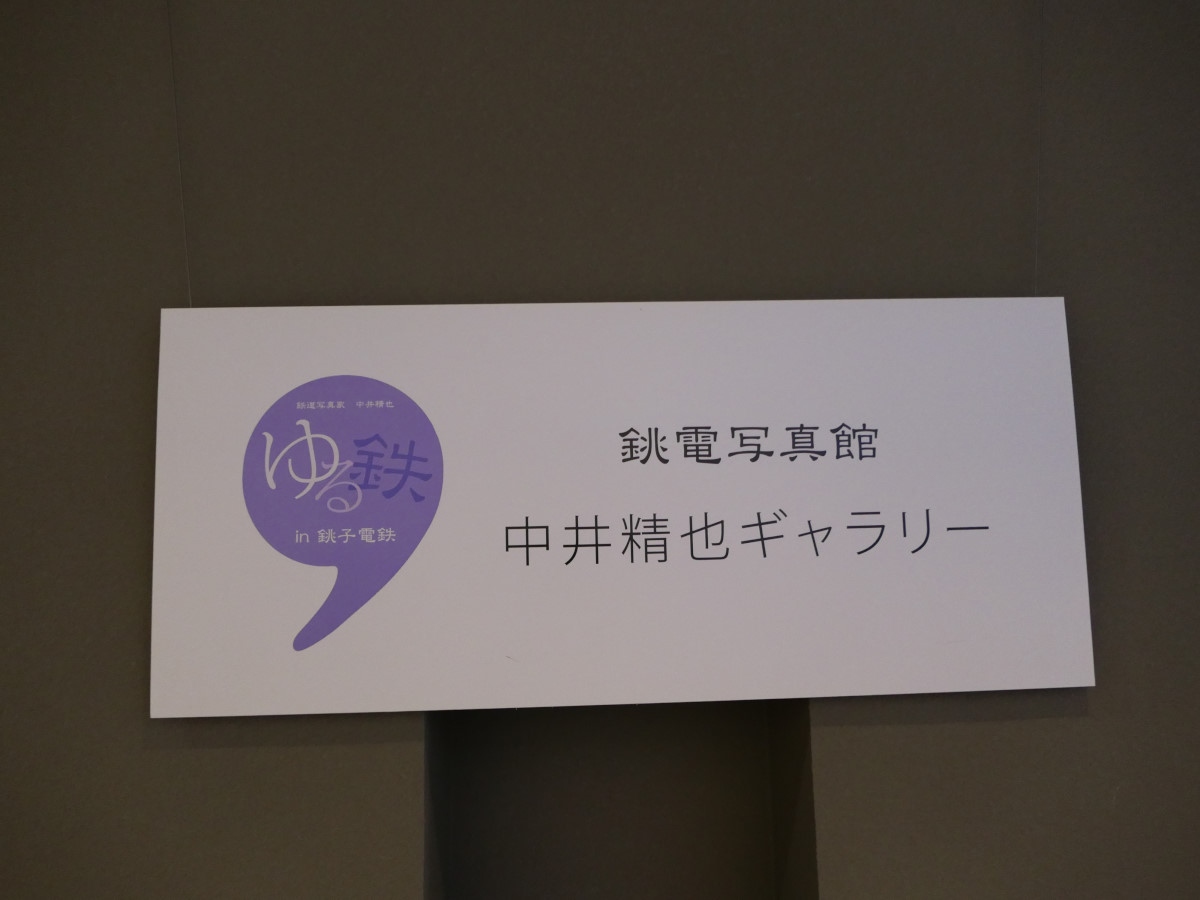 鉄道写真家 中井精也
ゆる鉄
in 銚子電鉄
銚電写真館
中井精也ギャラリー